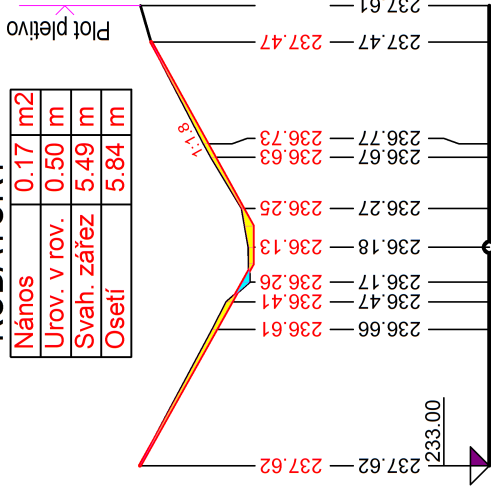 Nános 0.17 m2
Urov. v rov. 0.50 m
Svah. zářez 5.49 m
Osetí 5.84 m
Plot pletivo
1:1.8
237.61
237.47 237.47
236.73 236.77
236.63 236.67
236.25 236.27
236.13 236.18
236.26 236.17
236.41 236.47
236.61 236.66
237.62 237.62
233.00